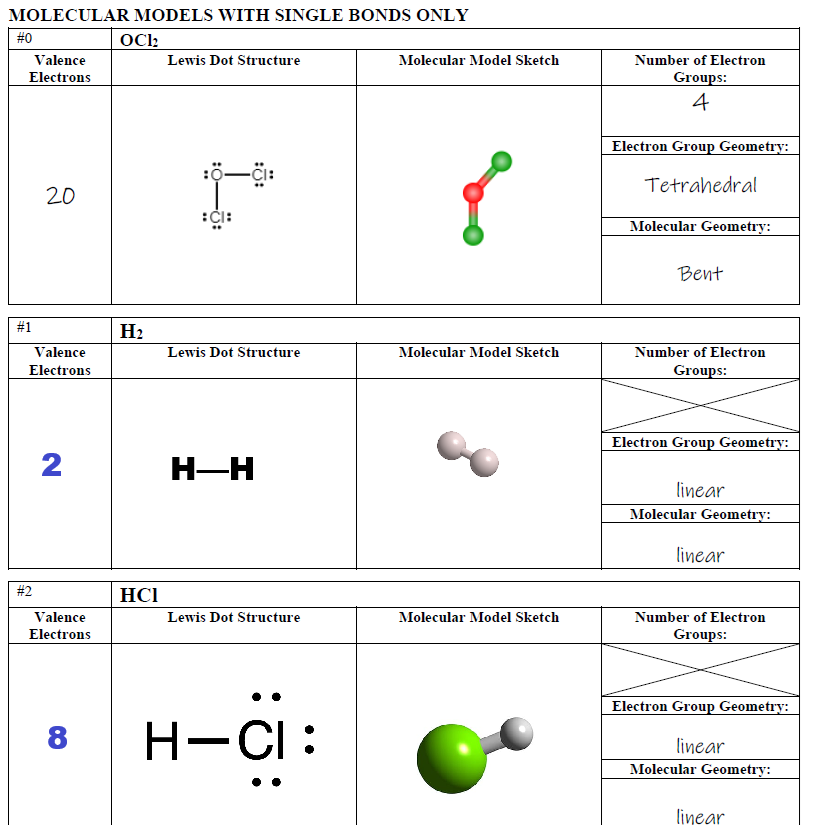 MOLECULAR MODELS WITH SINGLE BONDS ONLY
#0
OCl₂
Valence
Electrons
Lewis Dot Structure
Molecular Model Sketch
Number of Electron
Groups:
20
:O—Cl:
:Cl:
4
Electron Group Geometry:
Tetrahedral
Molecular Geometry:
Bent
#1
H₂
Valence
Electrons
Lewis Dot Structure
Molecular Model Sketch
Number of Electron
Groups:
2
H—H
Electron Group Geometry:
linear
Molecular Geometry:
linear
#2
HCl
Valence
Electrons
Lewis Dot Structure
Molecular Model Sketch
Number of Electron
Groups:
8
H—Cl:
Electron Group Geometry:
linear
Molecular Geometry:
linear